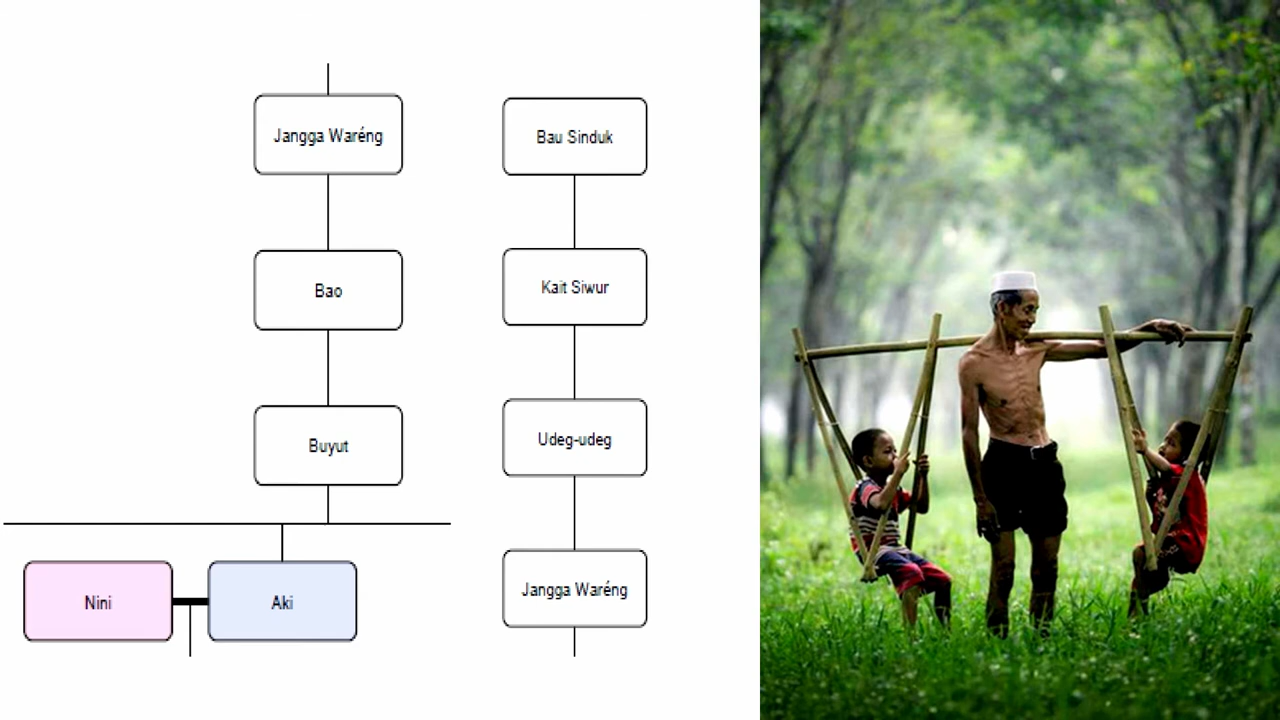 Jangga Waréng
Bao
Buyut
Nini
Aki
Bau Sinduk
Kait Siwur
Udeg-udeg
Jangga Waréng